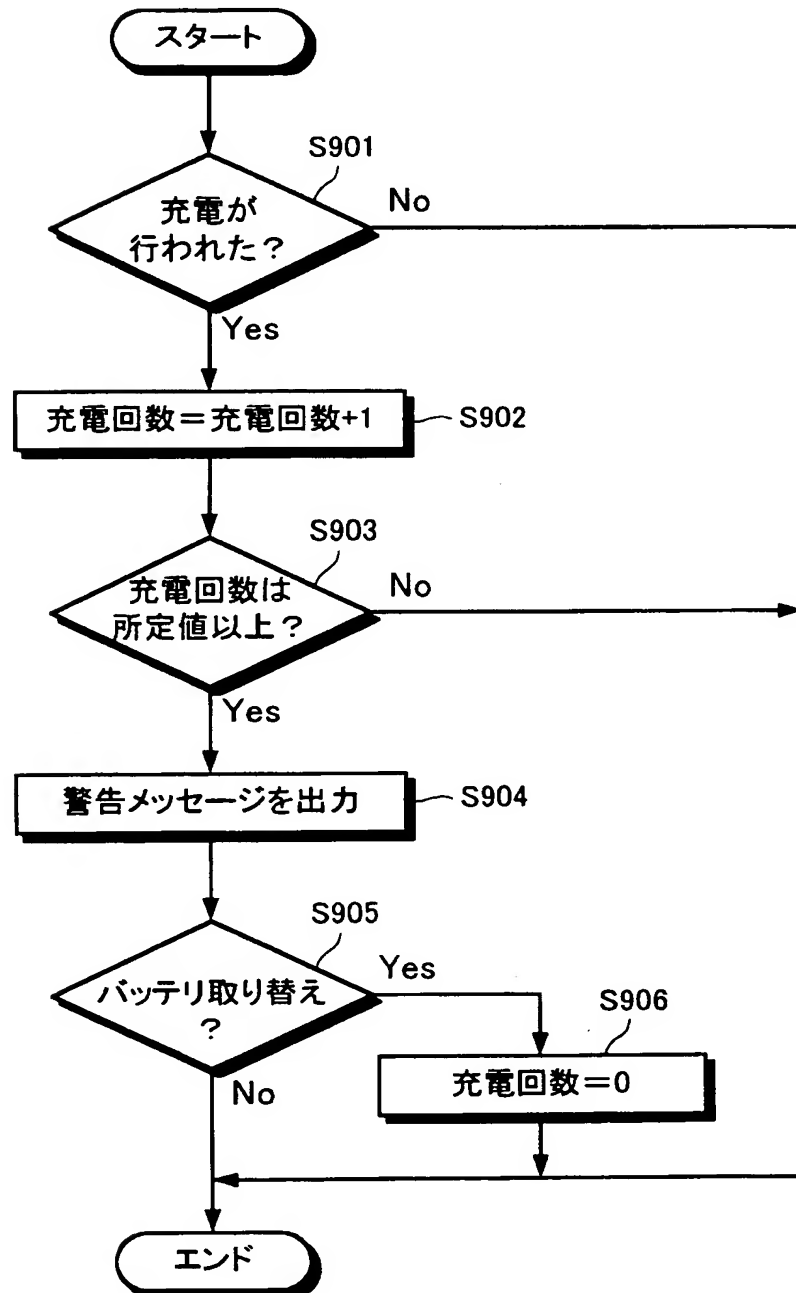 スタート
S901
充電が
行われた？
No
Yes
充電回数＝充電回数+1
S902
S903
充電回数は
所定値以上？
No
Yes
警告メッセージを出力
S904
S905
バッテリ取り替え
？
Yes
No
S906
充電回数＝0
エンド